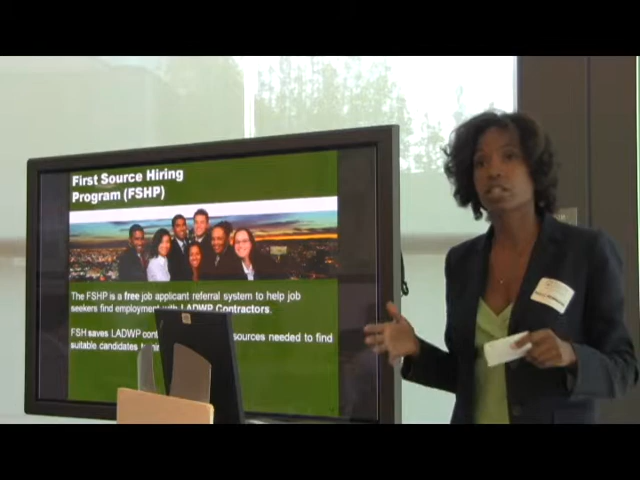 First Source Hiring
Program (FSHP)
The FSHP is a free job applicant referral system to help job
seekers find employment with LADWP Contractors.
FSH saves LADWP sources needed to find
suitable candidates